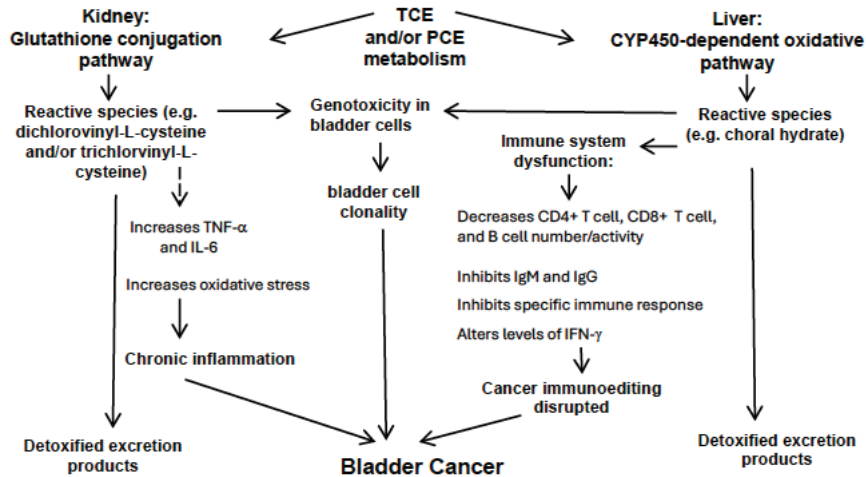 Kidney:
Glutathione conjugation
pathway
TCE
and/or PCE
metabolism
Liver:
CYP450-dependent oxidative
pathway
Reactive species (e.g.
dichlorovinyl-L-cysteine
and/or trichlorvinyl-L-
cysteine)
Genotoxicity in
bladder cells
Reactive species
(e.g. choral hydrate)
Immune system
dysfunction:
bladder cell
clonality
Increases TNF-α
and IL-6
Decreases CD4+ T cell, CD8+ T cell,
and B cell number/activity
Increases oxidative stress
Inhibits IgM and IgG
Inhibits specific immune response
Alters levels of IFN-γ
Chronic inflammation
Cancer immunoediting
disrupted
Detoxified excretion
products
Bladder Cancer
Detoxified excretion
products